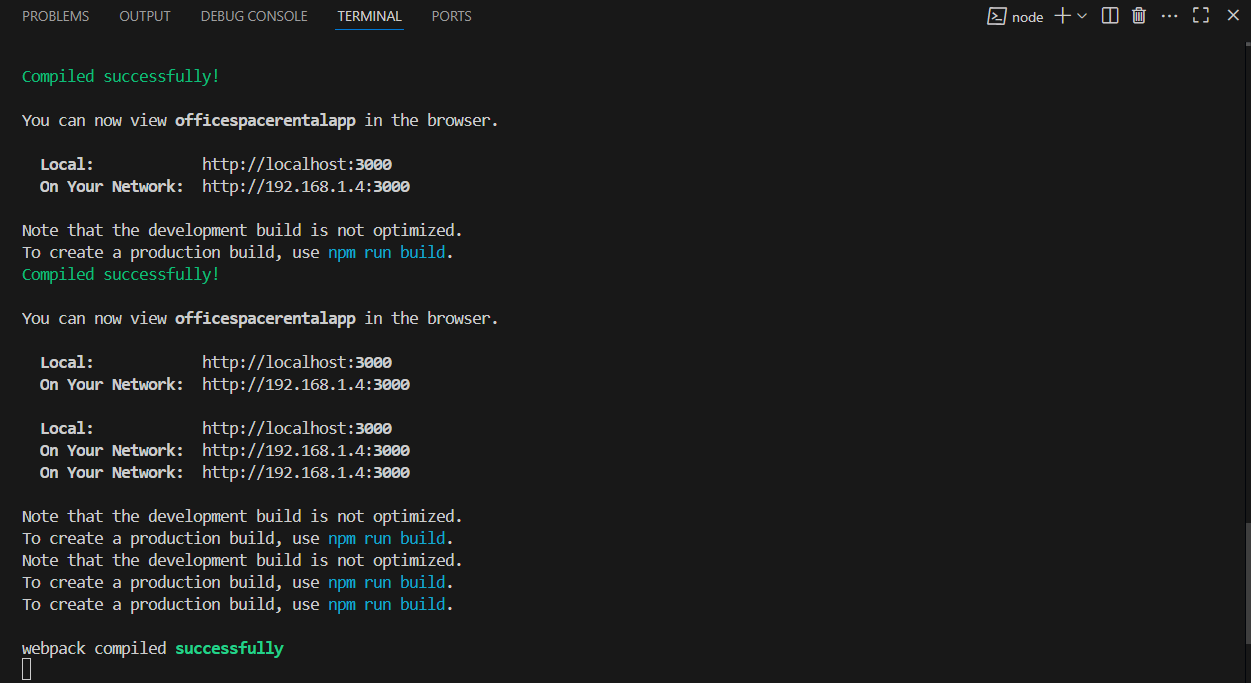 PROBLEMS OUTPUT DEBUG CONSOLE TERMINAL PORTS node
Compiled successfully!
You can now view officespacerentalapp in the browser.
Local: http://localhost:3000
On Your Network: http://192.168.1.4:3000
Note that the development build is not optimized.
To create a production build, use npm run build.
Compiled successfully!
You can now view officespacerentalapp in the browser.
Local: http://localhost:3000
On Your Network: http://192.168.1.4:3000
Local: http://localhost:3000
On Your Network: http://192.168.1.4:3000
On Your Network: http://192.168.1.4:3000
Note that the development build is not optimized.
To create a production build, use npm run build.
Note that the development build is not optimized.
To create a production build, use npm run build.
To create a production build, use npm run build.
webpack compiled successfully